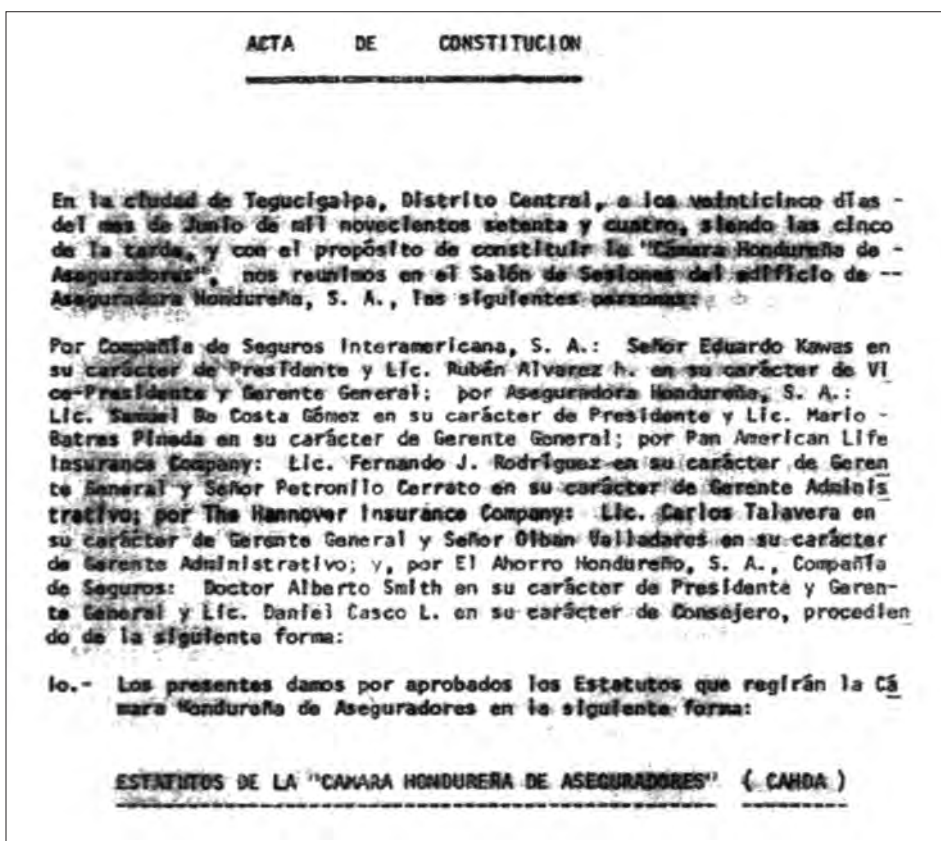 ACTA DE CONSTITUCION
En la ciudad de Tegucigalpa, Distrito Central, a los veinticinco días -
del mes de Junio de mil novecientos setenta y cuatro, siendo las cinco
de la tarde, y con el propósito de constituir la "Cámara Hondureña de -
Aseguradores", nos reunimos en el Salón de Sesiones del edificio de --
Aseguradora Hondureña, S. A., las siguientes personas:
Por Compañía de Seguros Interamericana, S. A.: Señor Eduardo Kawas en
su carácter de Presidente y Lic. Rubén Alvarez h. en su carácter de Vi
ce-Presidente y Gerente General; por Aseguradora Hondureña, S. A.:
Lic. Samuel Da Costa Gómez en su carácter de Presidente y Lic. Mario -
Batres Pineda en su carácter de Gerente General; por Pan American Life
Insurance Company: Lic. Fernando J. Rodríguez en su carácter de Geren
te General y Señor Petronilo Cerrato en su carácter de Gerente Adminis
trativo; por The Hannover Insurance Company: Lic. Carlos Talavera en
su carácter de Gerente General y Señor Olban Valladares en su carácter
de Gerente Administrativo; y, por El Ahorro Hondureño, S. A., Compañía
de Seguros: Doctor Alberto Smith en su carácter de Presidente y Geren-
te General y Lic. Daniel Casco L. en su carácter de Consejero, procedien
do de la siguiente forma:
lo.- Los presentes damos por aprobados los Estatutos que regirán la Cá
mara Hondureña de Aseguradores en la siguiente forma:
ESTATUTOS DE LA "CAMARA HONDUREÑA DE ASEGURADORES" ( CAHDA )